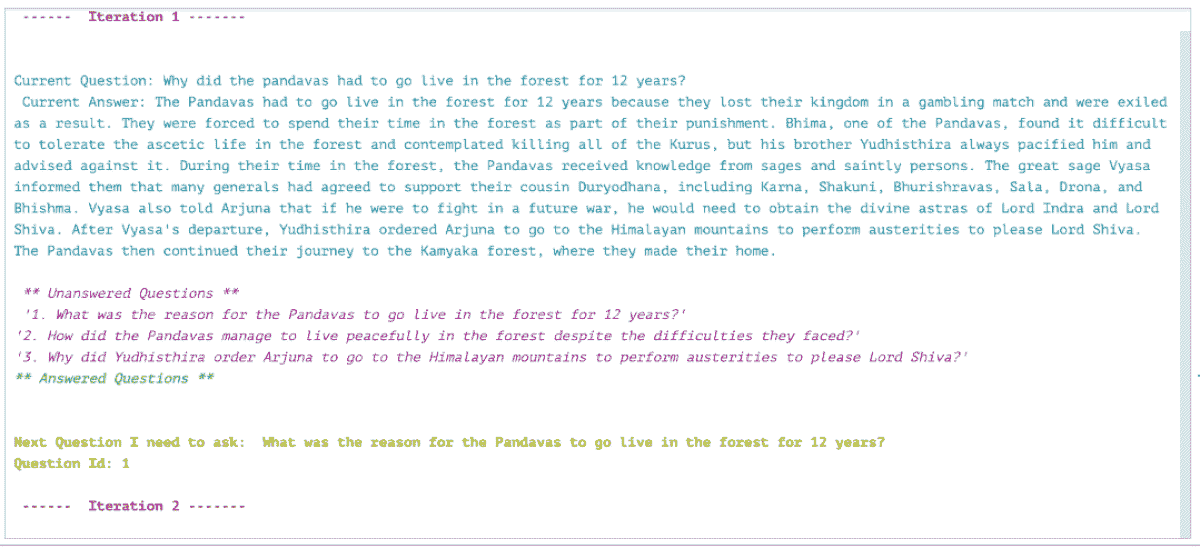 ------ Iteration 1 -------
Current Question: Why did the pandavas had to go live in the forest for 12 years?
Current Answer: The Pandavas had to go live in the forest for 12 years because they lost their kingdom in a gambling match and were exiled
as a result. They were forced to spend their time in the forest as part of their punishment. Bhima, one of the Pandavas, found it difficult
to tolerate the ascetic life in the forest and contemplated killing all of the Kurus, but his brother Yudhisthira always pacified him and
advised against it. During their time in the forest, the Pandavas received knowledge from sages and saintly persons. The great sage Vyasa
informed them that many generals had agreed to support their cousin Duryodhana, including Karna, Shakuni, Bhurishravas, Sala, Drona, and
Bhishma. Vyasa also told Arjuna that if he were to fight in a future war, he would need to obtain the divine astras of Lord Indra and Lord
Shiva. After Vyasa's departure, Yudhisthira ordered Arjuna to go to the Himalayan mountains to perform austerities to please Lord Shiva.
The Pandavas then continued their journey to the Kamyaka forest, where they made their home.
** Unanswered Questions **
'1. What was the reason for the Pandavas to go live in the forest for 12 years?'
'2. How did the Pandavas manage to live peacefully in the forest despite the difficulties they faced?'
'3. Why did Yudhisthira order Arjuna to go to the Himalayan mountains to perform austerities to please Lord Shiva?'
** Answered Questions **
Next Question I need to ask: What was the reason for the Pandavas to go live in the forest for 12 years?
Question Id: 1
------ Iteration 2 -------